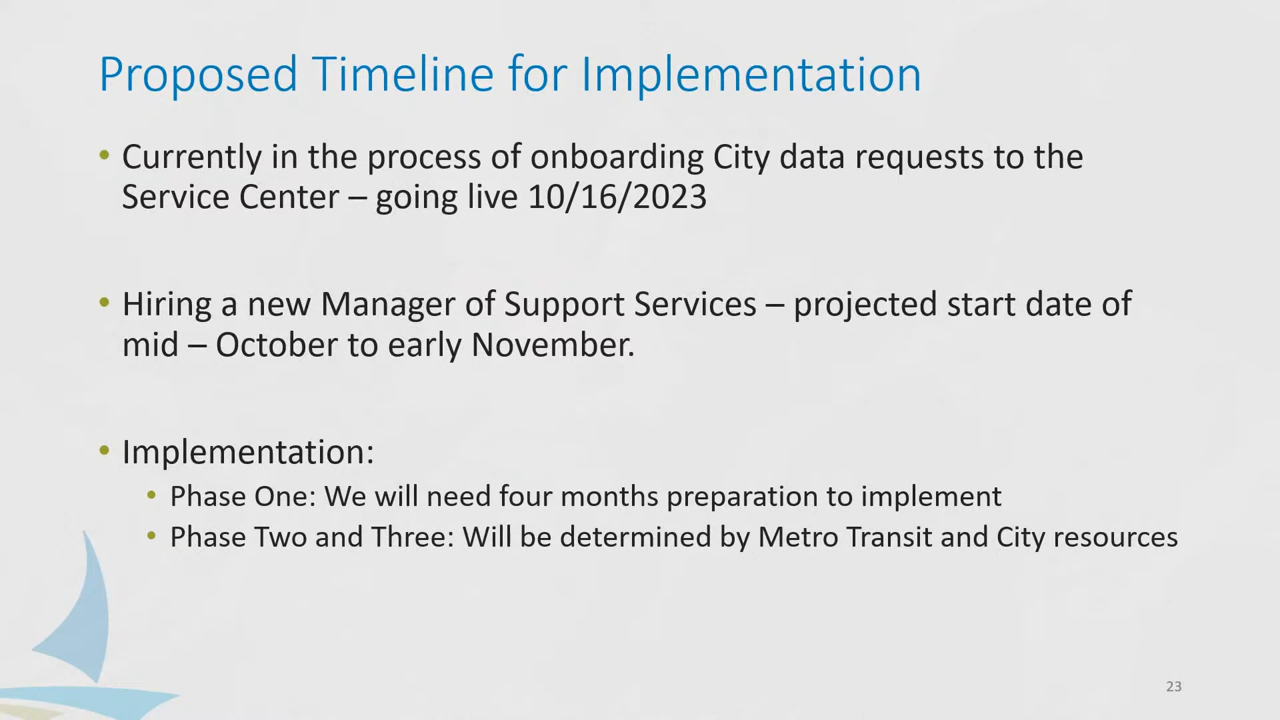 Proposed Timeline for Implementation
• Currently in the process of onboarding City data requests to the
Service Center – going live 10/16/2023
• Hiring a new Manager of Support Services – projected start date of
mid – October to early November.
• Implementation:
• Phase One: We will need four months preparation to implement
• Phase Two and Three: Will be determined by Metro Transit and City resources
23